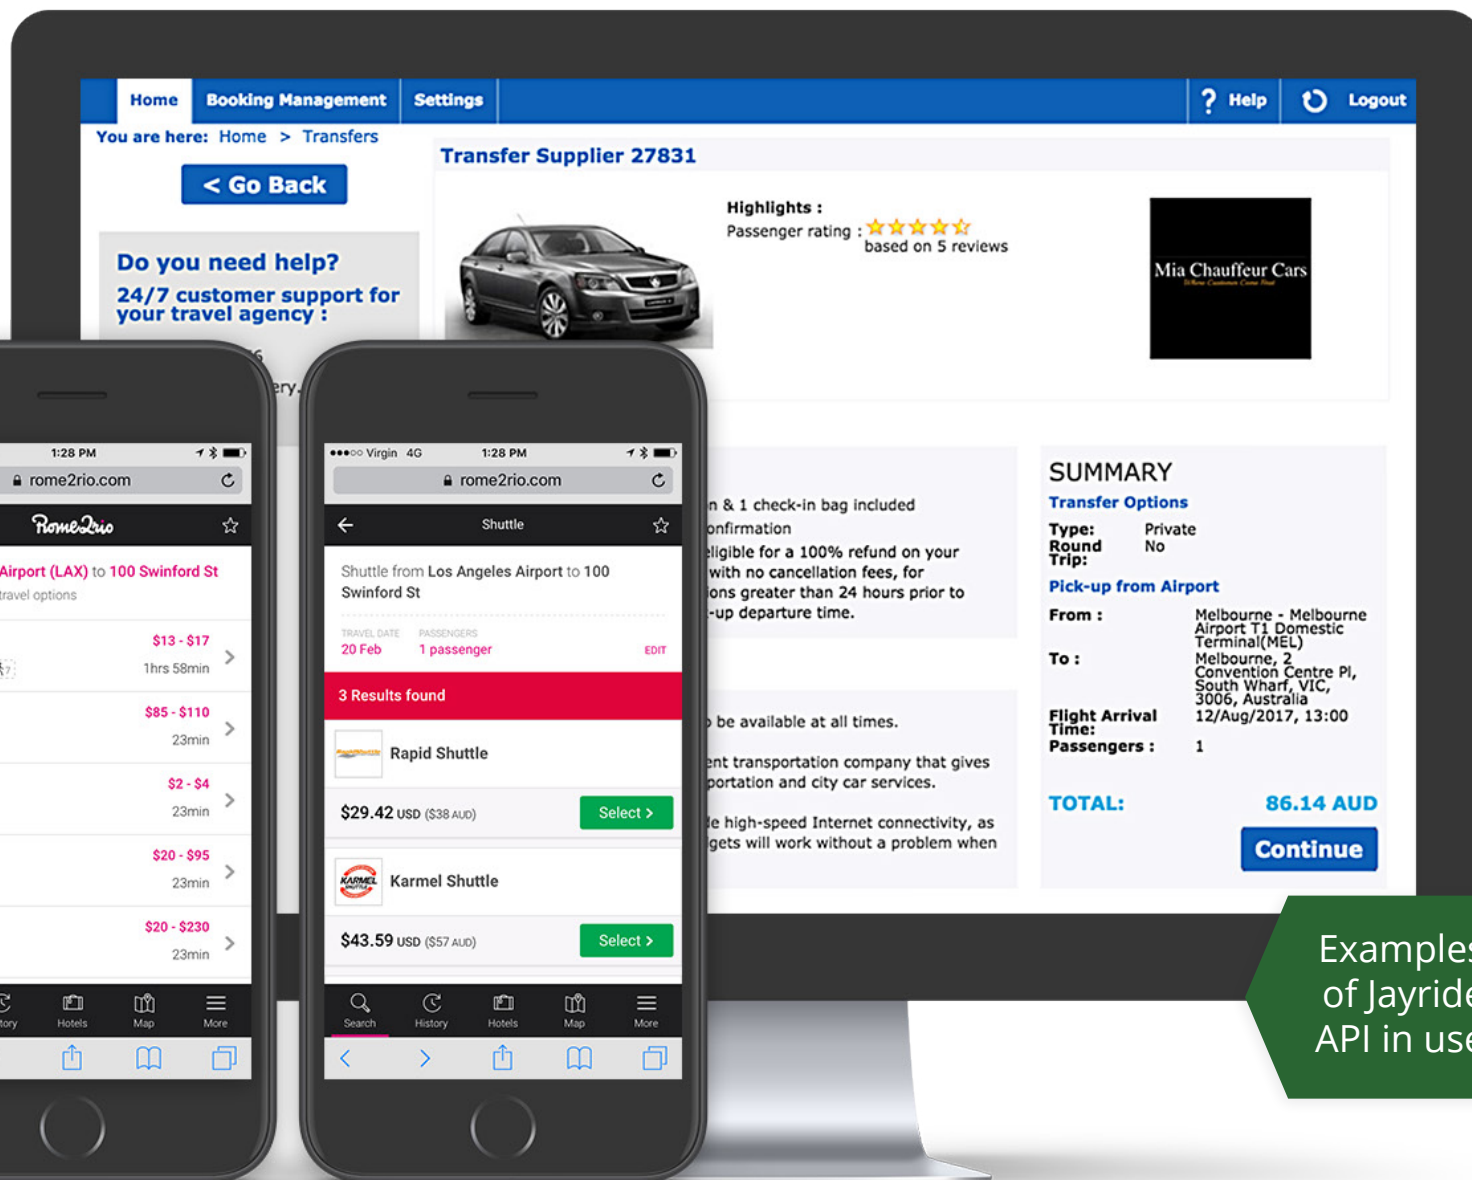 Home
Booking Management
Settings
? Help
Logout
You are here: Home > Transfers
< Go Back
Do you need help?
24/7 customer support for
your travel agency :
6
ery.
Transfer Supplier 27831
Highlights :
Passenger rating :
based on 5 reviews
Mia Chauffeur Cars
n & 1 check-in bag included
onfirmation
eligible for a 100% refund on your
with no cancellation fees, for
ons greater than 24 hours prior to
-up departure time.
be available at all times.
ent transportation company that gives
portation and city car services.
le high-speed Internet connectivity, as
gets will work without a problem when
SUMMARY
Transfer Options
Type: Private
Round No
Trip:
Pick-up from Airport
From : Melbourne - Melbourne
Airport T1 Domestic
Terminal(MEL)
To : Melbourne, 2
Convention Centre Pl,
South Wharf, VIC,
3006, Australia
Flight Arrival 12/Aug/2017, 13:00
Time:
Passengers : 1
TOTAL: 86.14 AUD
Continue
1:28 PM
rome2rio.com
Rome2rio
Airport (LAX) to 100 Swinford St
travel options
$13 - $17
7
1hrs 58min
$85 - $110
23min
$2 - $4
23min
$20 - $95
23min
$20 - $230
23min
tory
Hotels
Map
More
Virgin 4G 1:28 PM
rome2rio.com
Shuttle
Shuttle from Los Angeles Airport to 100
Swinford St
TRAVEL DATE PASSENGERS
20 Feb 1 passenger EDIT
3 Results found
Rapid Shuttle
$29.42 USD ($38 AUD) Select >
KARMEL
SHUTTLE
Karmel Shuttle
$43.59 USD ($57 AUD) Select >
Search
History
Hotels
Map
More
Examples
of Jayride
API in use